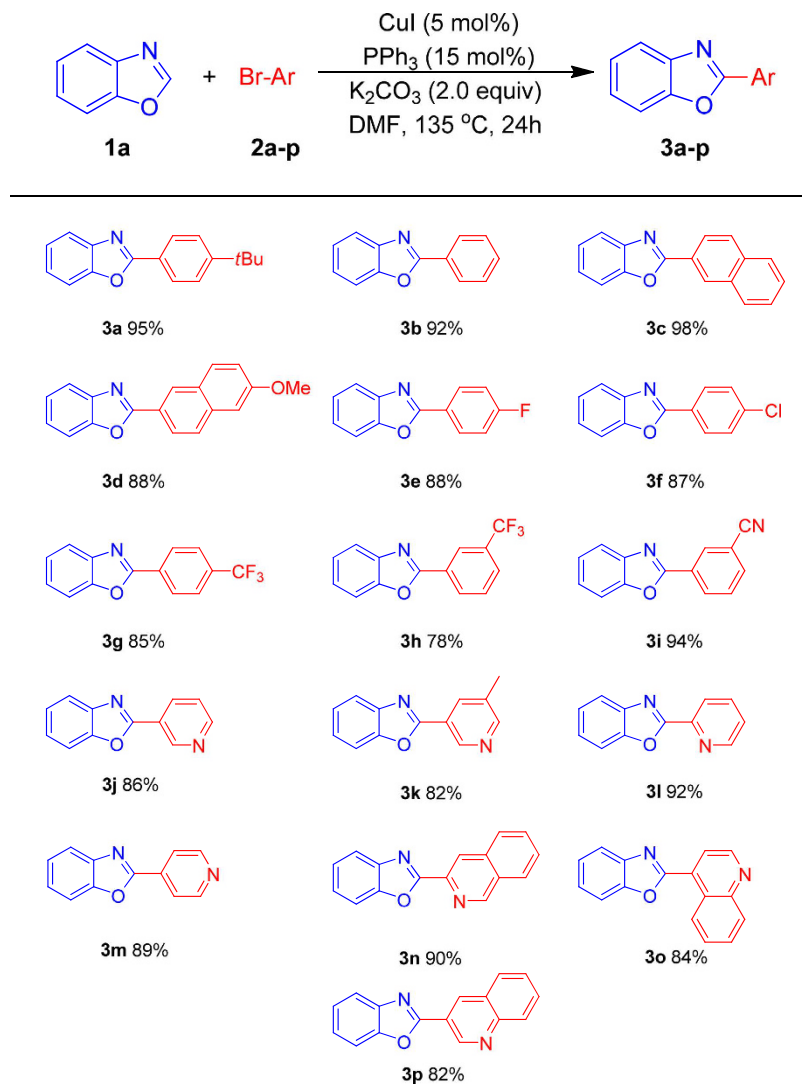 CuI (5 mol%)
PPh3 (15 mol%)
K2CO3 (2.0 equiv)
DMF, 135 °C, 24h
N
O
+
Br-Ar
N
O
Ar
1a
2a-p
3a-p
N
O
tBu
3a 95%
N
O
3b 92%
N
O
3c 98%
N
O
OMe
3d 88%
N
O
F
3e 88%
N
O
Cl
3f 87%
N
O
CF3
3g 85%
N
O
CF3
3h 78%
N
O
CN
3i 94%
N
O
N
3j 86%
N
O
N
3k 82%
N
O
N
3l 92%
N
O
N
3m 89%
N
O
N
3n 90%
N
O
N
3o 84%
N
O
N
3p 82%